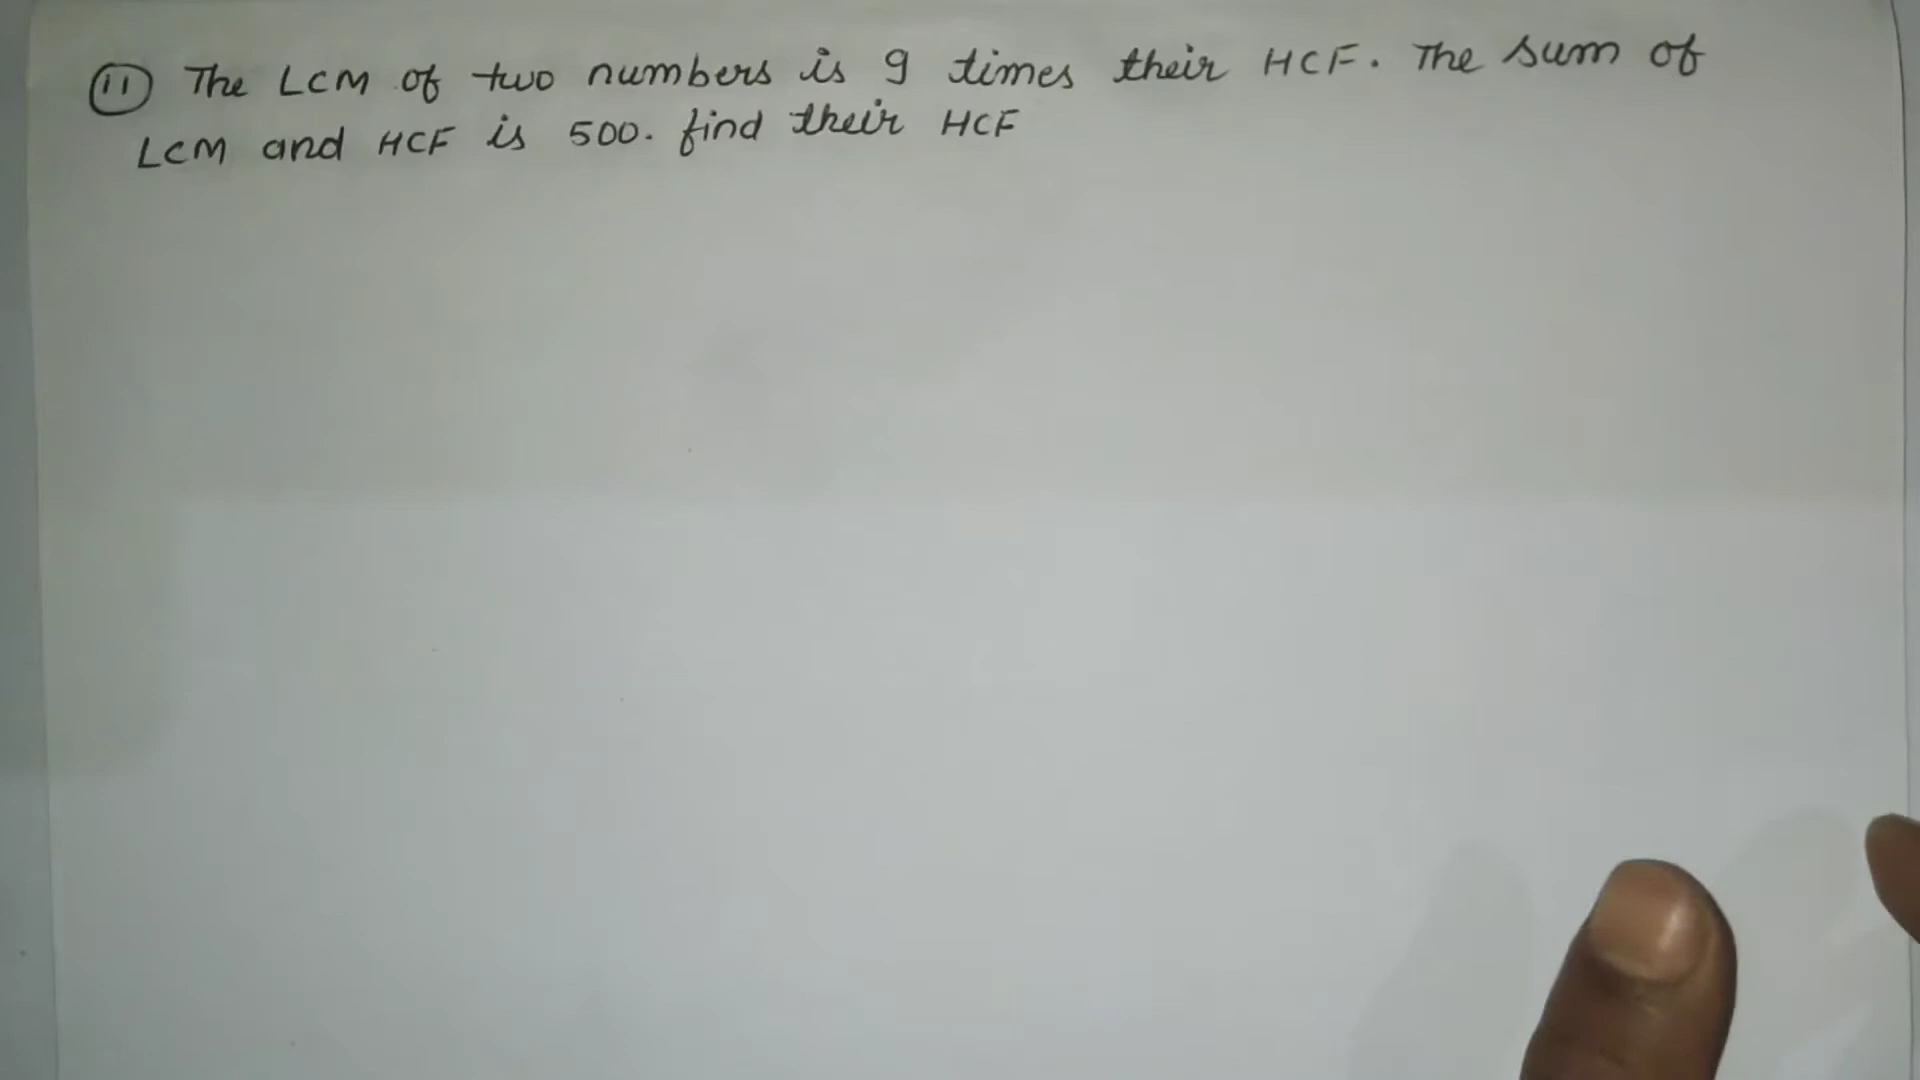 11 The LCM of two numbers is 9 times their HCF. The sum of
LCM and HCF is 500. find their HCF